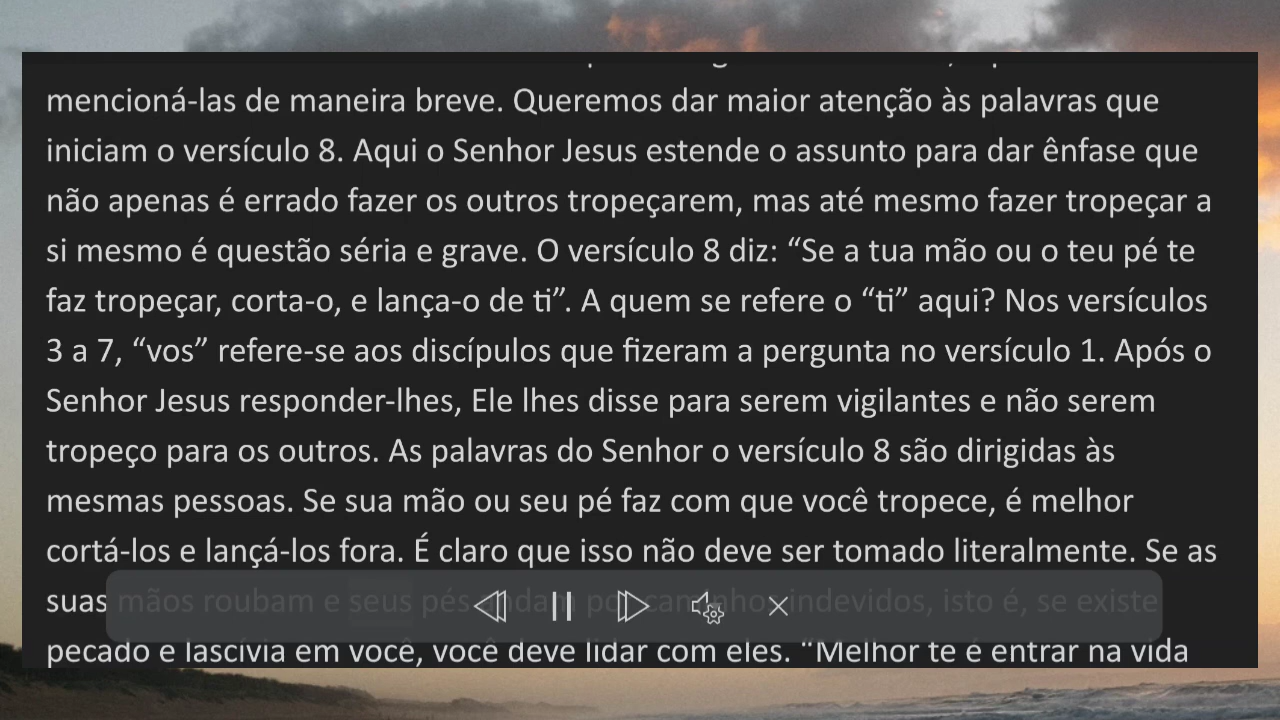 mencioná-las de maneira breve. Queremos dar maior atenção às palavras que
iniciam o versículo 8. Aqui o Senhor Jesus estende o assunto para dar ênfase que
não apenas é errado fazer os outros tropeçarem, mas até mesmo fazer tropeçar a
si mesmo é questão séria e grave. O versículo 8 diz: “Se a tua mão ou o teu pé te
faz tropeçar, corta-o, e lança-o de ti”. A quem se refere o “ti” aqui? Nos versículos
3 a 7, “vos” refere-se aos discípulos que fizeram a pergunta no versículo 1. Após o
Senhor Jesus responder-lhes, Ele lhes disse para serem vigilantes e não serem
tropeço para os outros. As palavras do Senhor o versículo 8 são dirigidas às
mesmas pessoas. Se sua mão ou seu pé faz com que você tropece, é melhor
cortá-los e lançá-los fora. É claro que isso não deve ser tomado literalmente. Se as
suas mãos roubam e seus pés andam por caminhos indevidos, isto é, se existe
pecado e lascívia em você, você deve lidar com eles. “Melhor te é entrar na vida